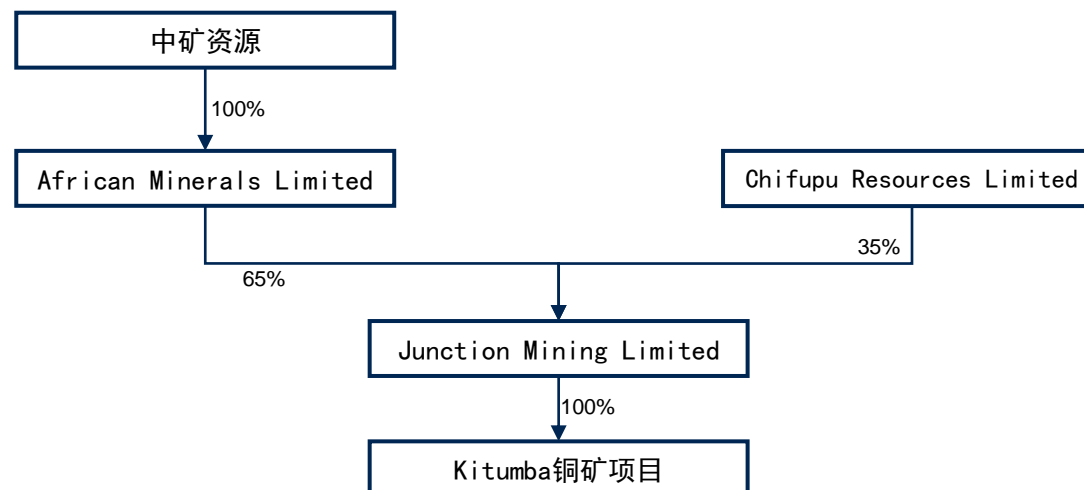 中矿资源
100%
African Minerals Limited
Chifupu Resources Limited
35%
65%
Junction Mining Limited
100%
Kitumba铜矿项目